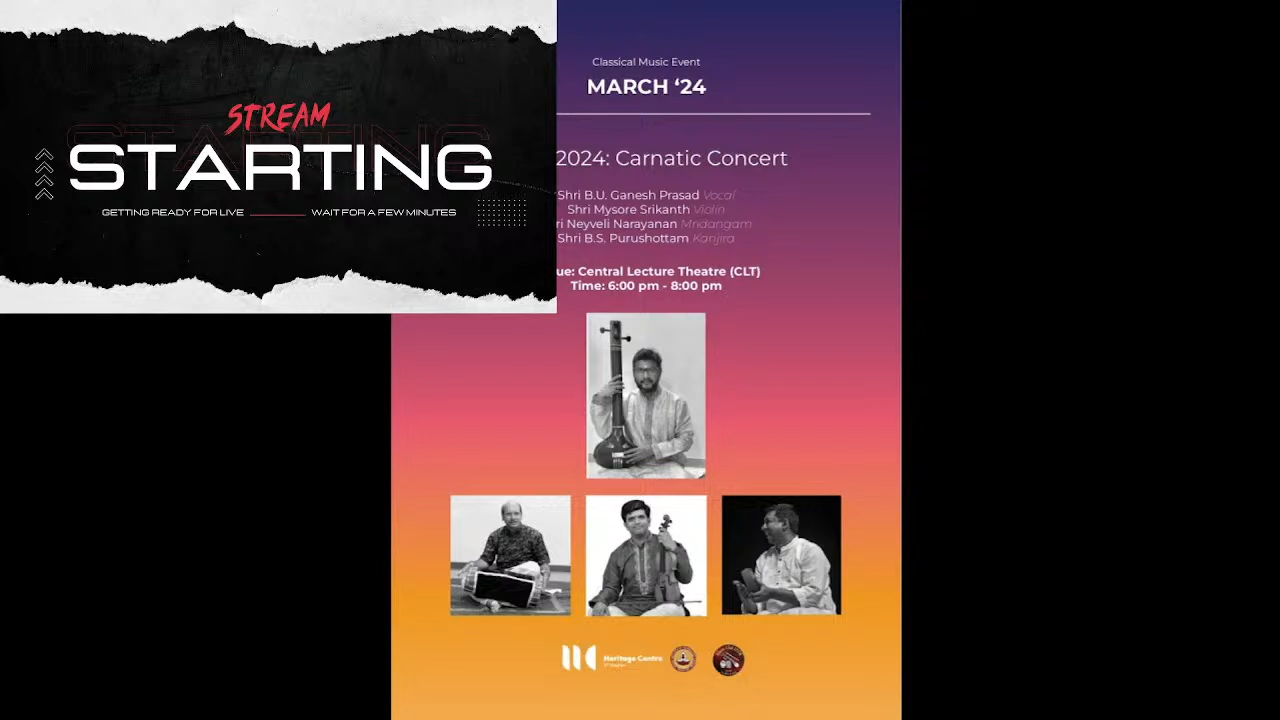 STREAM
STARTING
GETTING READY FOR LIVE
WAIT FOR A FEW MINUTES
Classical Music Event
MARCH ‘24
2024: Carnatic Concert
Shri B.U. Ganesh Prasad Vocal
Shri Mysore Srikanth Violin
ri Neyveli Narayanan Mridangam
Shri B.S. Purushottam Kanjira
ue: Central Lecture Theatre (CLT)
Time: 6:00 pm - 8:00 pm
Heritage Centre